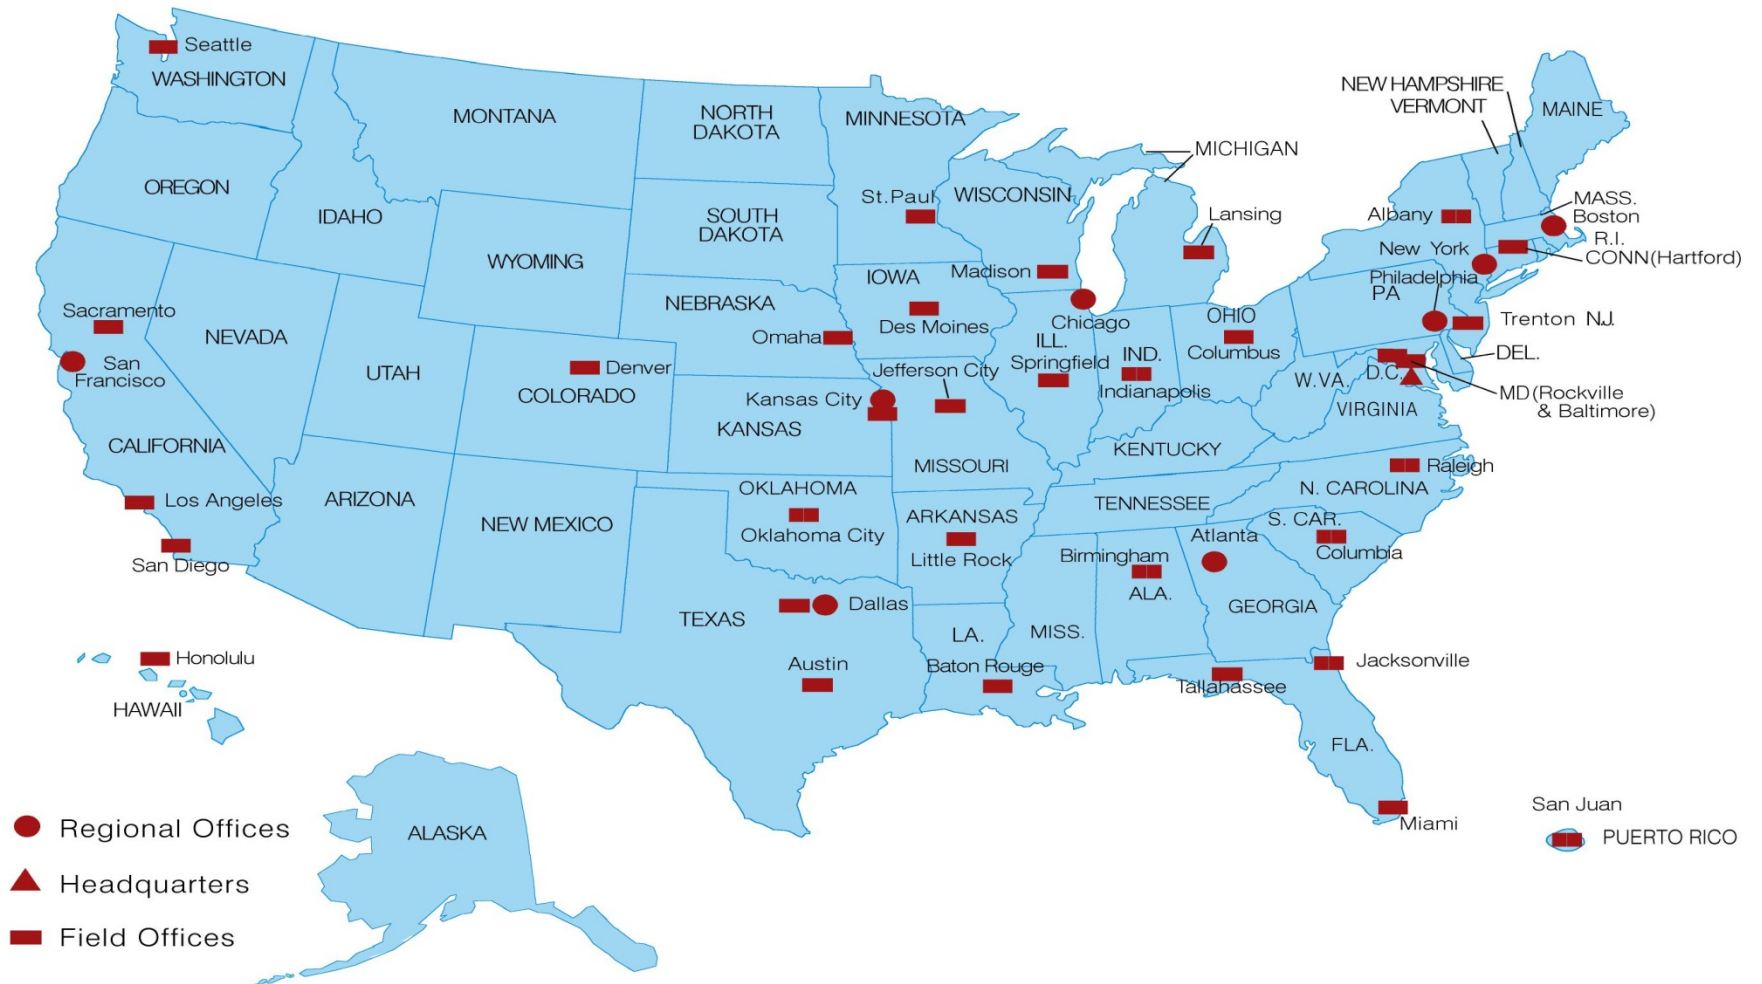 Seattle
WASHINGTON
MONTANA
NORTH
DAKOTA
MINNESOTA
NEW HAMPSHIRE
VERMONT
MAINE
MICHIGAN
OREGON
IDAHO
SOUTH
DAKOTA
St.Paul
WISCONSIN
Lansing
Albany
MASS.
Boston
R.I.
New York
CONN(Hartford)
WYOMING
IOWA
Madison
Philadelphia
PA
NEBRASKA
Sacramento
NEVADA
Omaha
Des Moines
Chicago
OHIO
Trenton N.J.
ILL.
Springfield
IND.
Columbus
DEL.
San
Francisco
UTAH
Denver
COLORADO
Jefferson City
Indianapolis
W.VA.
D.C.
MD(Rockville
& Baltimore)
Kansas City
KANSAS
VIRGINIA
CALIFORNIA
MISSOURI
KENTUCKY
Raleigh
N. CAROLINA
Los Angeles
ARIZONA
NEW MEXICO
OKLAHOMA
Oklahoma City
ARKANSAS
Little Rock
TENNESSEE
S. CAR.
Columbia
Atlanta
Birmingham
ALA.
GEORGIA
San Diego
TEXAS
Dallas
LA.
MISS.
Honolulu
HAWAII
Austin
Baton Rouge
Tallahassee
Jacksonville
FLA.
Miami
San Juan
PUERTO RICO
ALASKA
Regional Offices
Headquarters
Field Offices